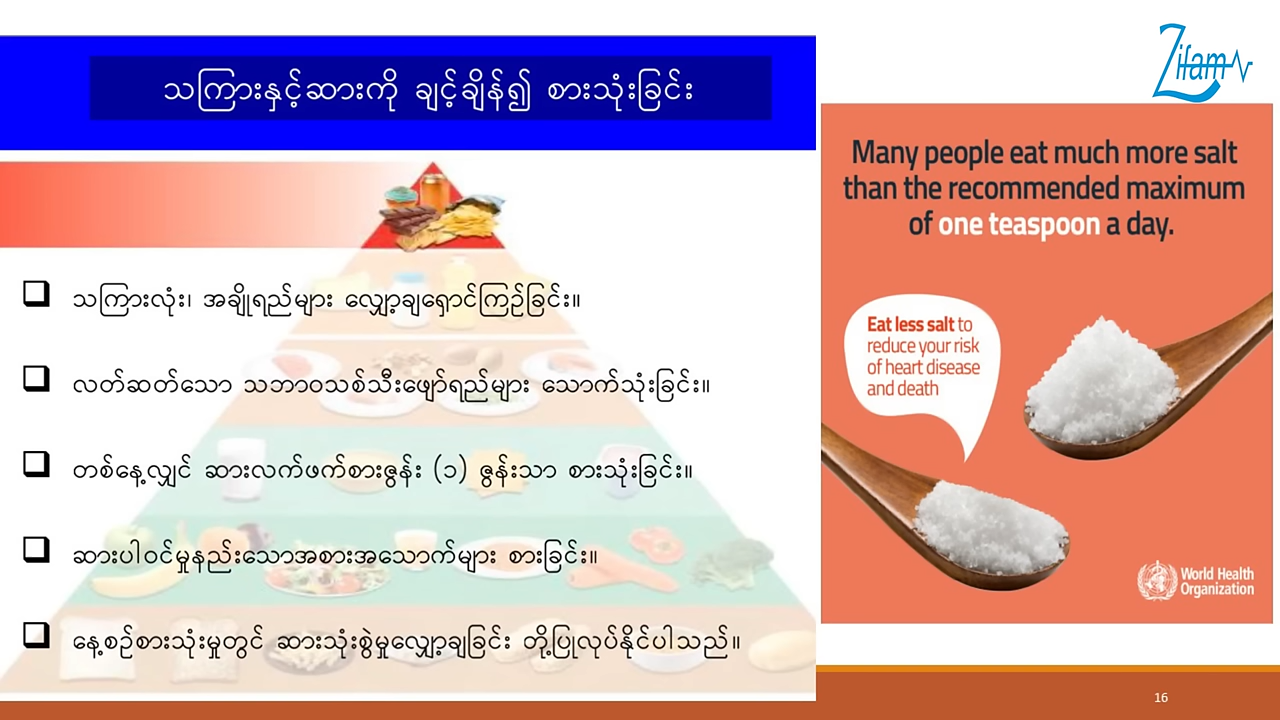 Zifam
သကြားနှင့်ဆားကို ချင့်ချိန်၍ စားသုံးခြင်း
သကြားလုံး၊ အချိုရည်များ လျှော့ချရှောင်ကြဉ်ခြင်း။
လတ်ဆတ်သော သဘာဝသစ်သီးဖျော်ရည်များ သောက်သုံးခြင်း။
တစ်နေ့လျှင် ဆားလက်ဖက်စားဇွန်း (၁) ဇွန်းသာ စားသုံးခြင်း။
ဆားပါဝင်မှုနည်းသောအစားအသောက်များ စားခြင်း။
နေ့စဉ်စားသုံးမှုတွင် ဆားသုံးစွဲမှုလျှော့ချခြင်း တို့ပြုလုပ်နိုင်ပါသည်။
Many people eat much more salt
than the recommended maximum
of one teaspoon a day.
Eat less salt to
reduce your risk
of heart disease
and death
World Health
Organization
16